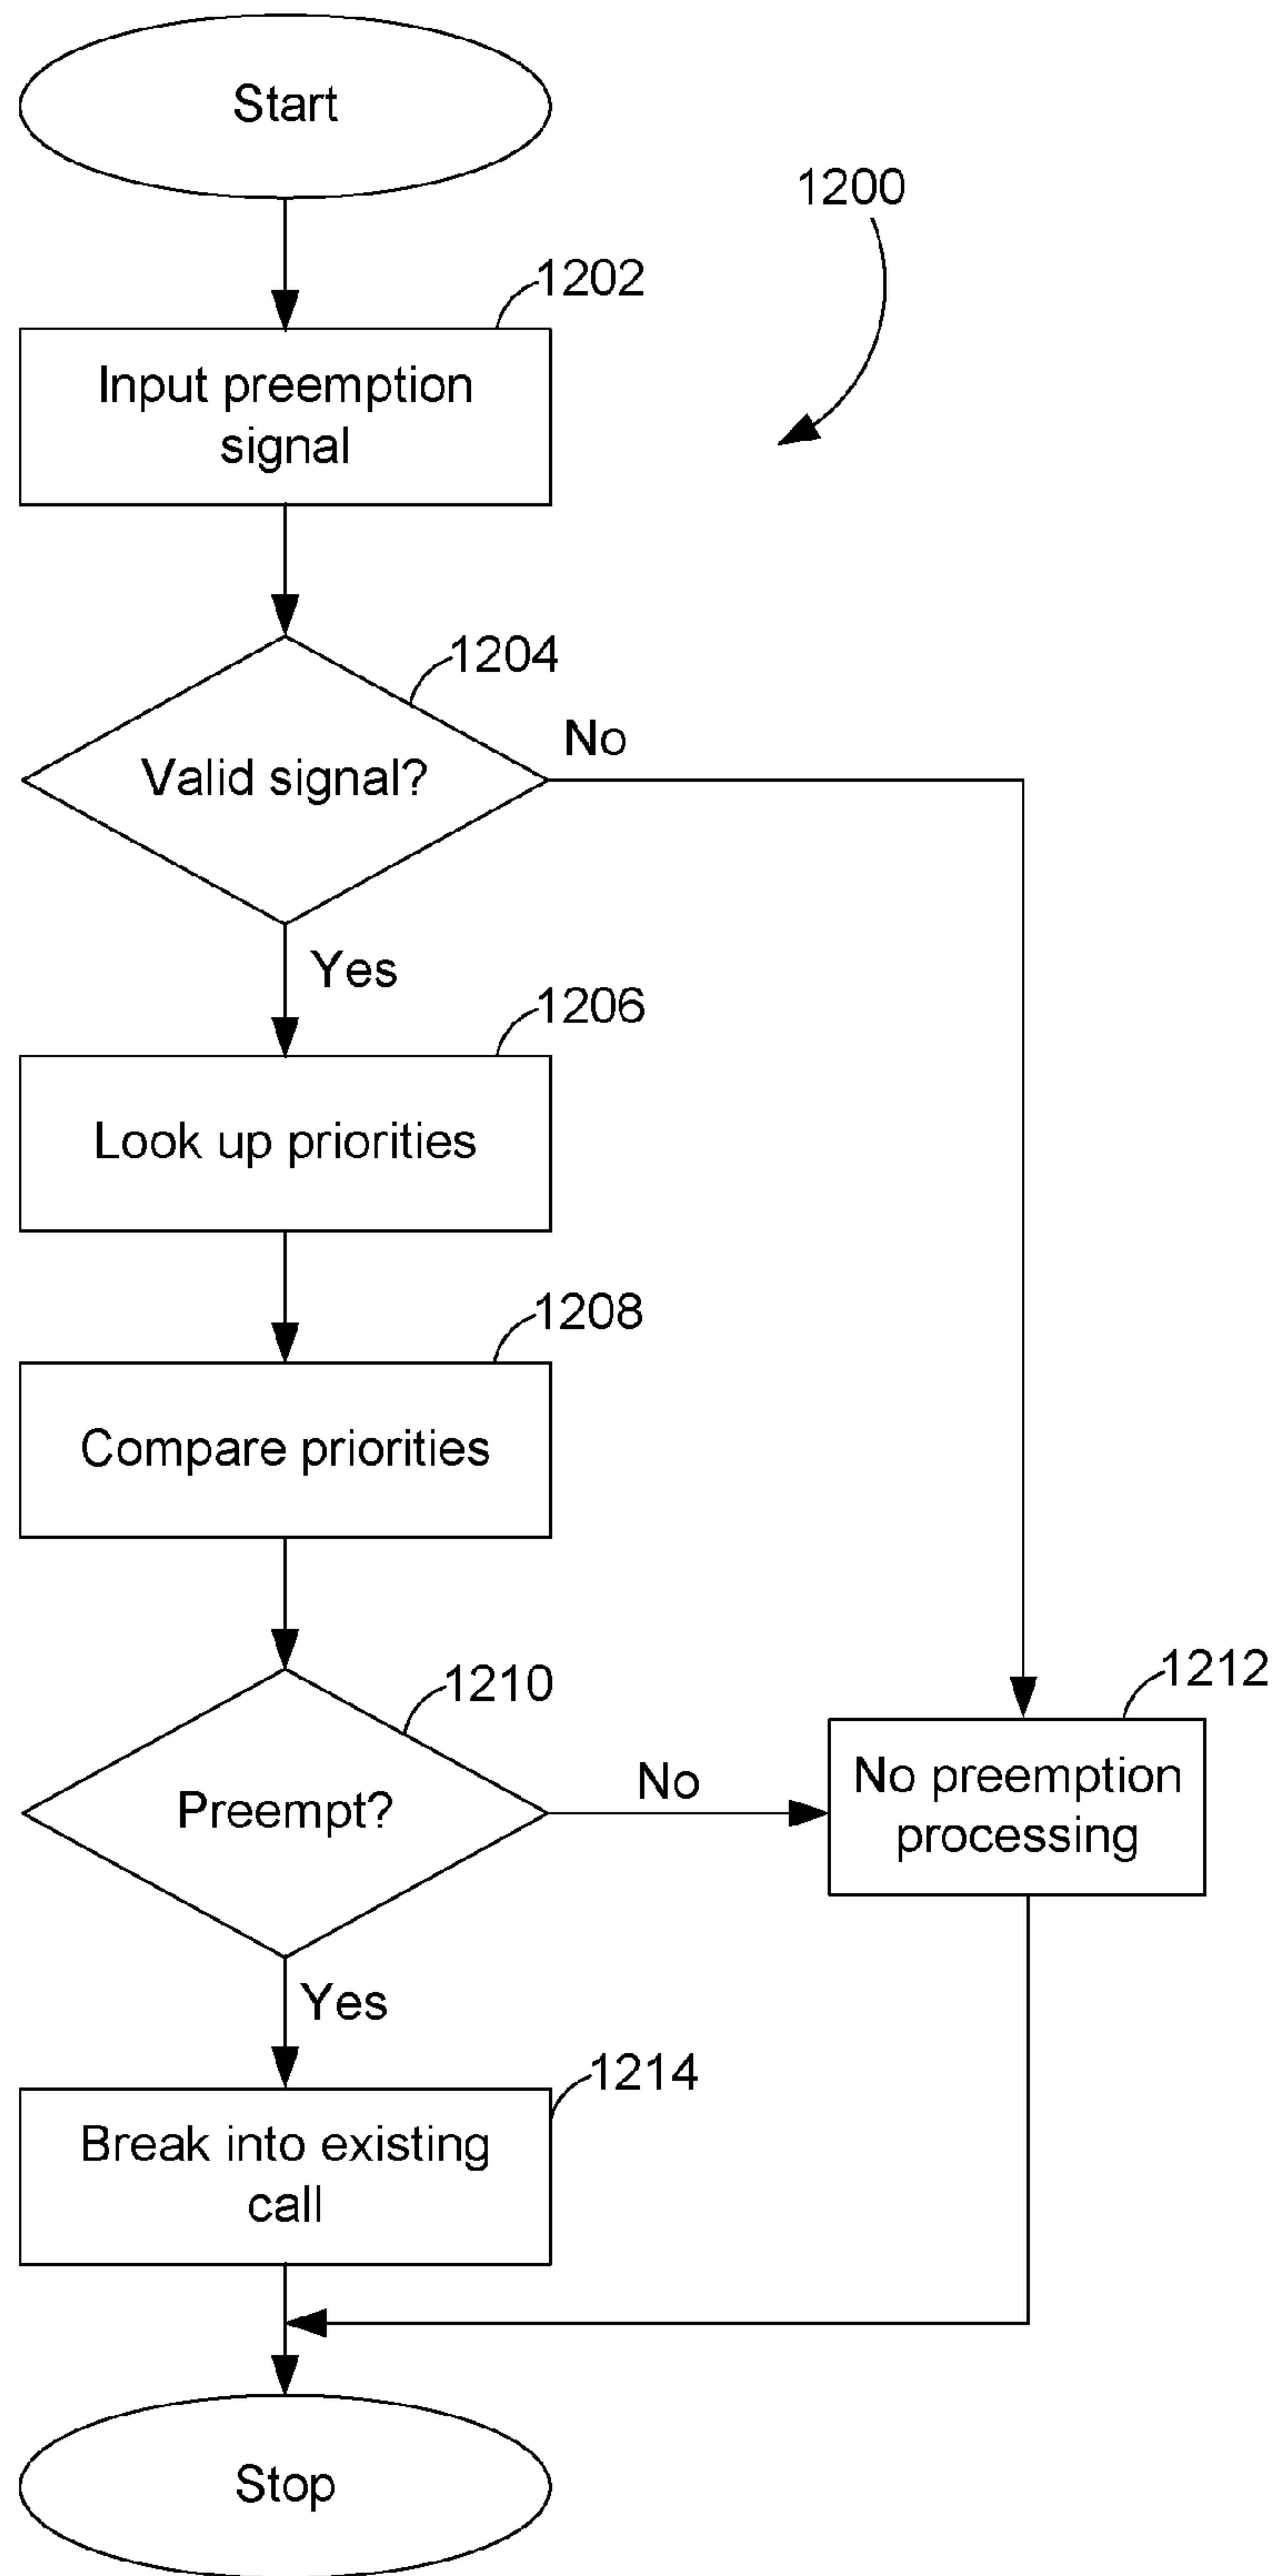 Start
1200
1202
Input preemption
signal
1204
No
Valid signal?
Yes
1206
Look up priorities
1208
Compare priorities
1210
1212
No
No preemption
processing
Preempt?
Yes
1214
Break into existing
call
Stop